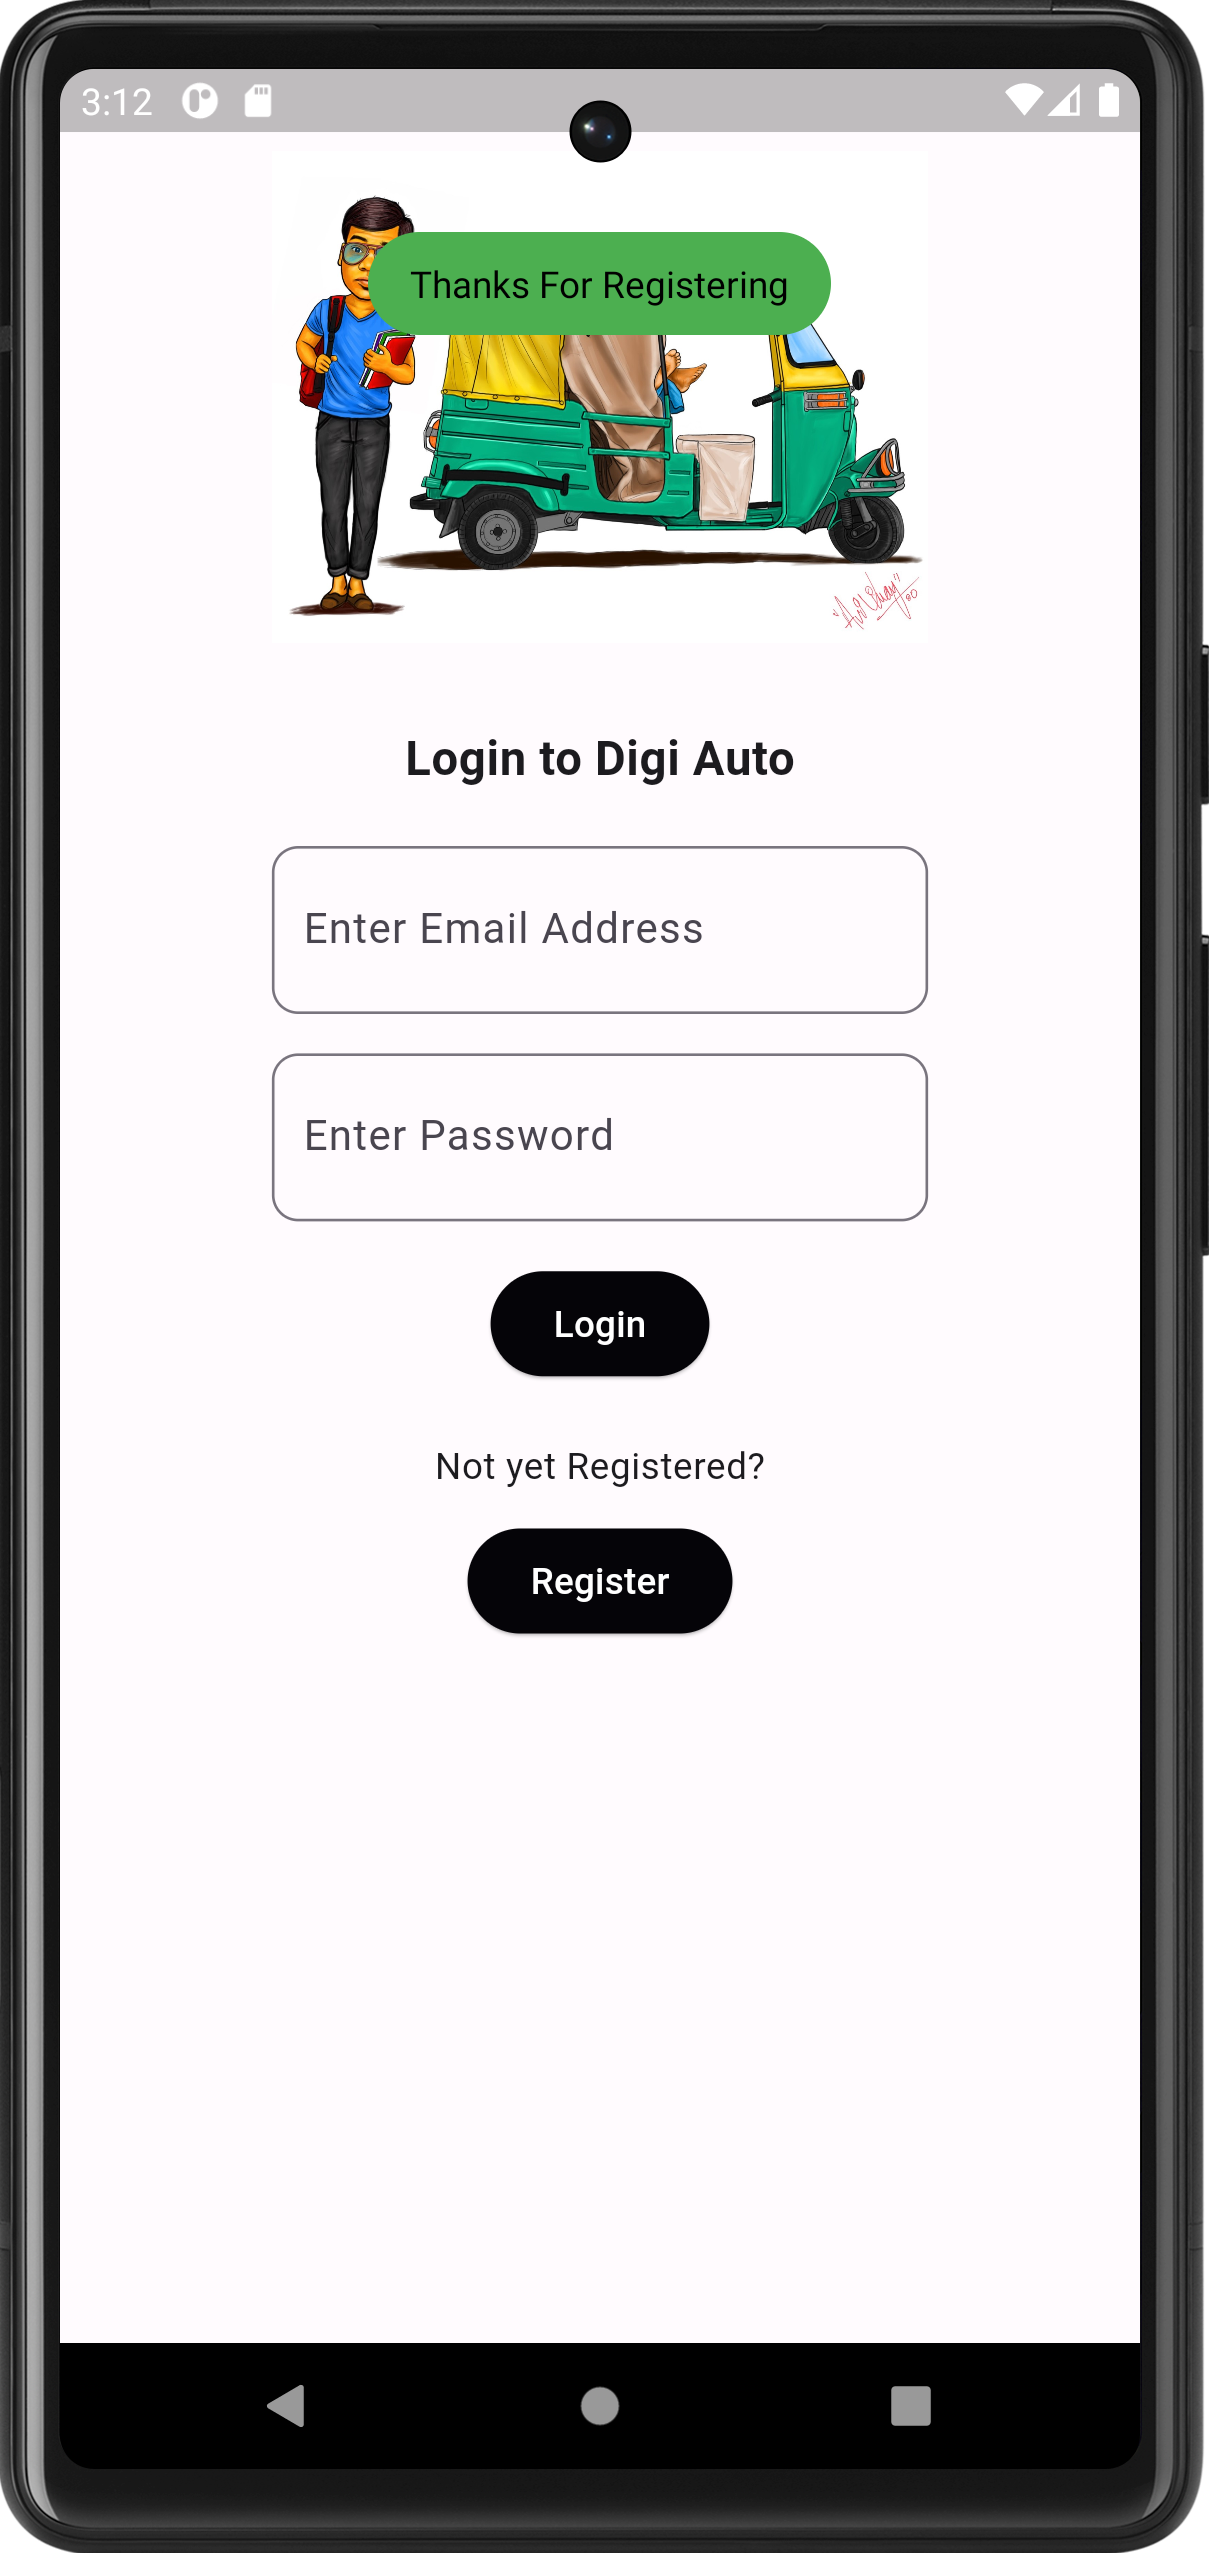 3:12
Thanks For Registering
Login to Digi Auto
Enter Email Address
Enter Password
Login
Not yet Registered?
Register